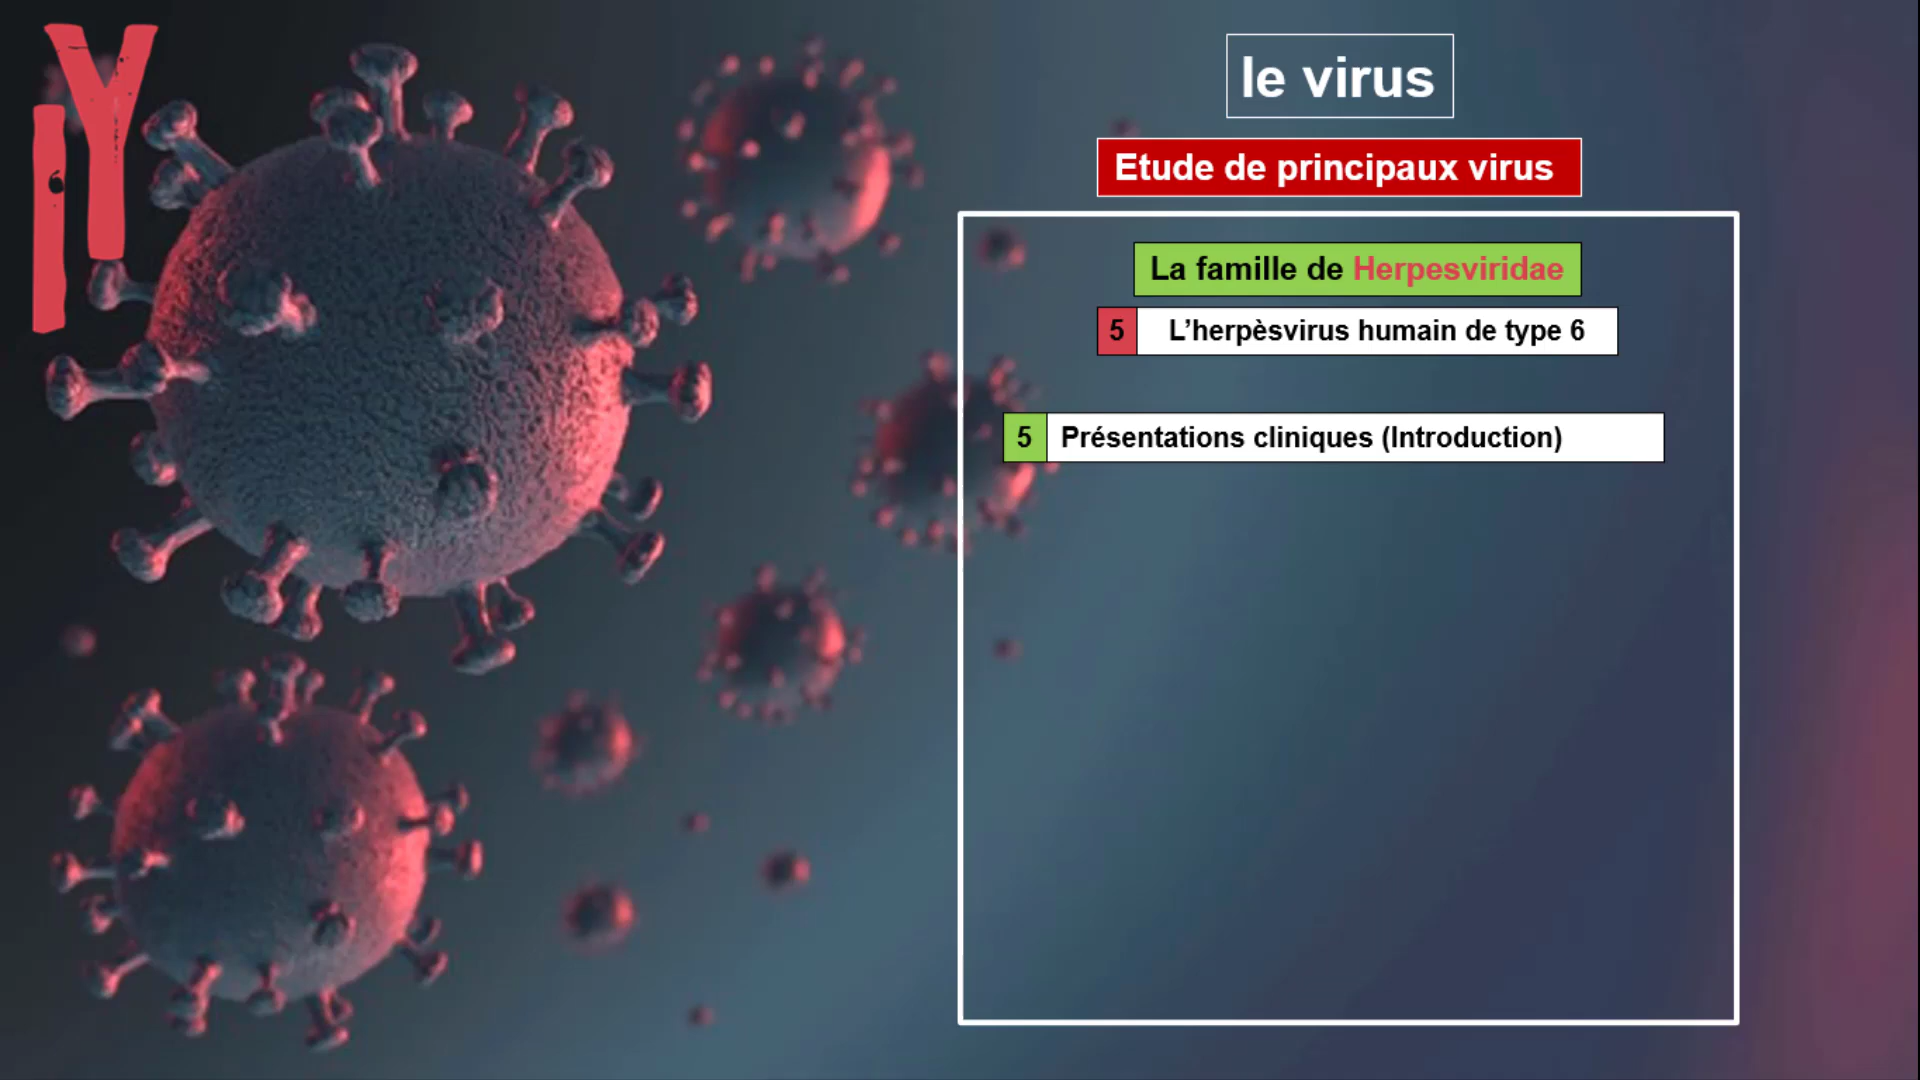 le virus
Etude de principaux virus
La famille de Herpesviridae
5 L'herpèsvirus humain de type 6
5 Présentations cliniques (Introduction)